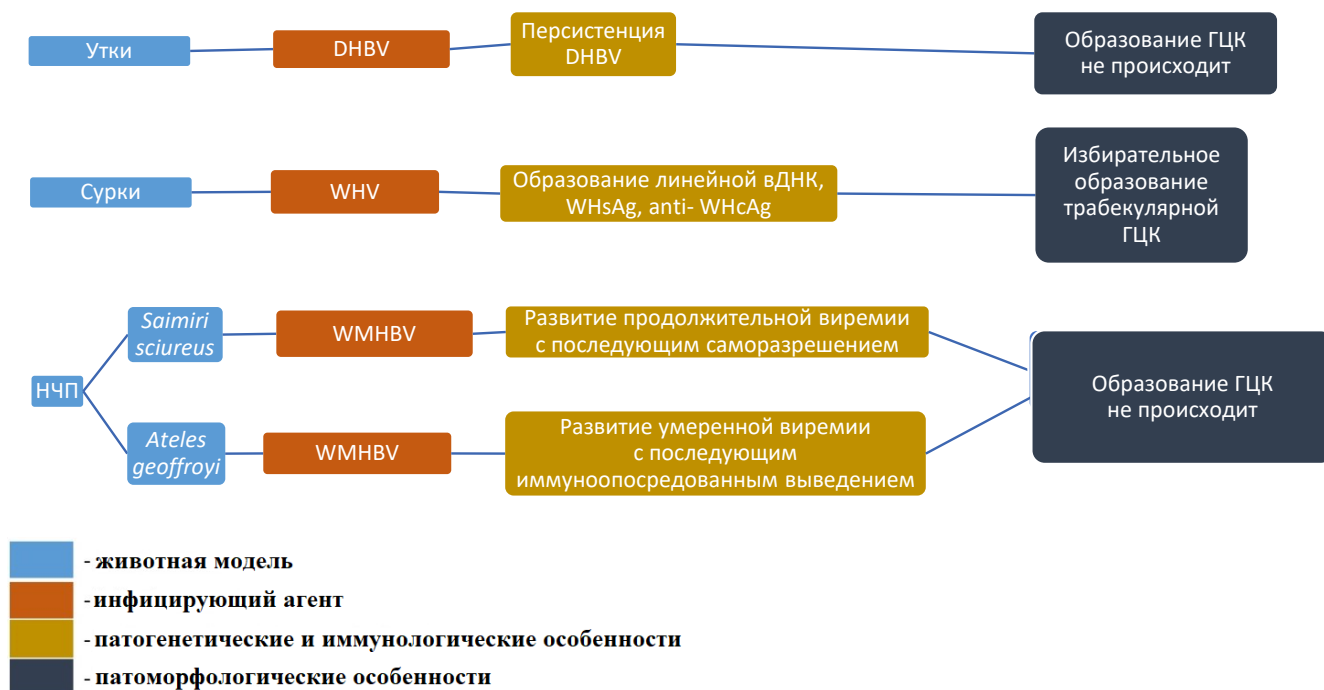 Утки
DHBV
Персистенция
DHBV
Образование ГЦК
не происходит
Сурки
WHV
Образование линейной вДНК,
WHsAg, anti- WHcAg
Избирательное
образование
трабекулярной
ГЦК
НЧП
Saimiri
sciureus
WMHBV
Развитие продолжительной виремии
с последующим саморазрешением
Ateles
geoffroyi
WMHBV
Развитие умеренной виремии
с последующим
иммуноопосредованным выведением
Образование ГЦК
не происходит
- животная модель
- инфицирующий агент
- патогенетические и иммунологические особенности
- патоморфологические особенности